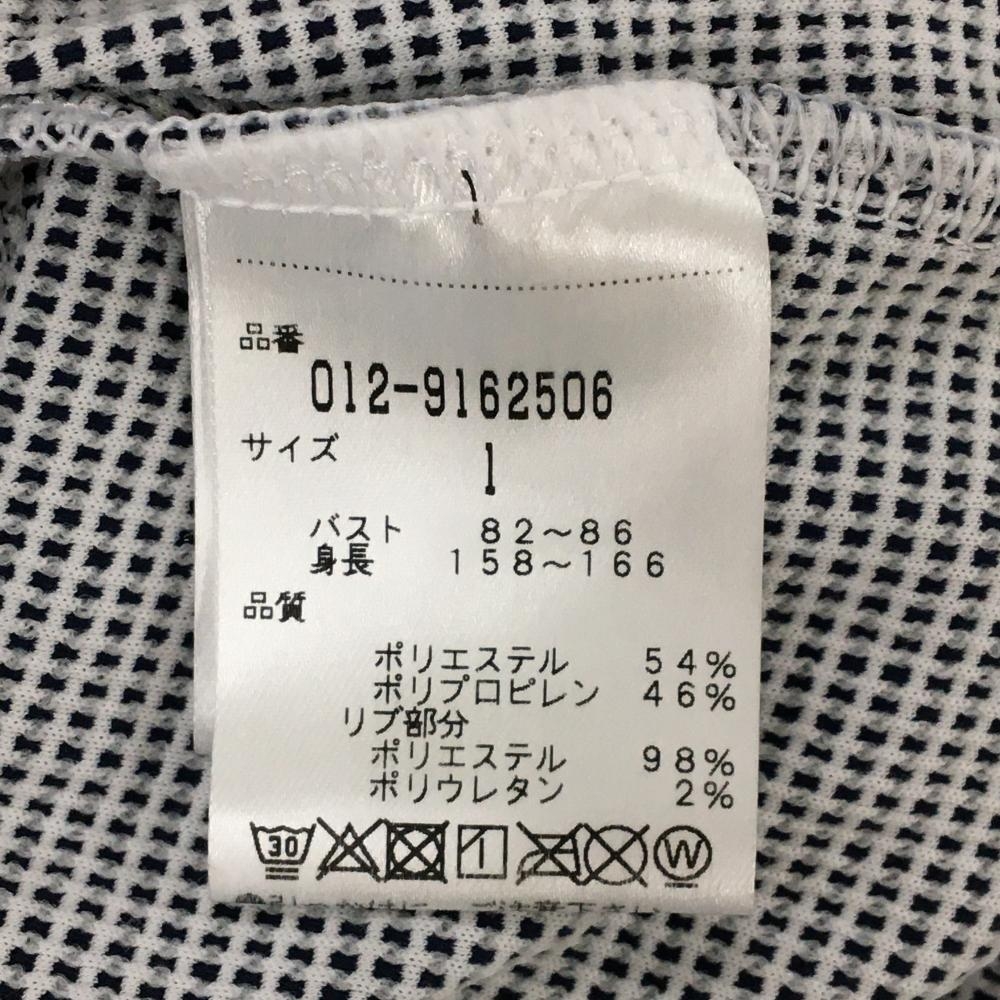 品番
012-9162506
サイズ
1
バスト 82～86
身長 158～166
品質
ポリエステル 54%
ポリプロピレン 46%
リブ部分
ポリエステル 98%
ポリウレタン 2%
30 W